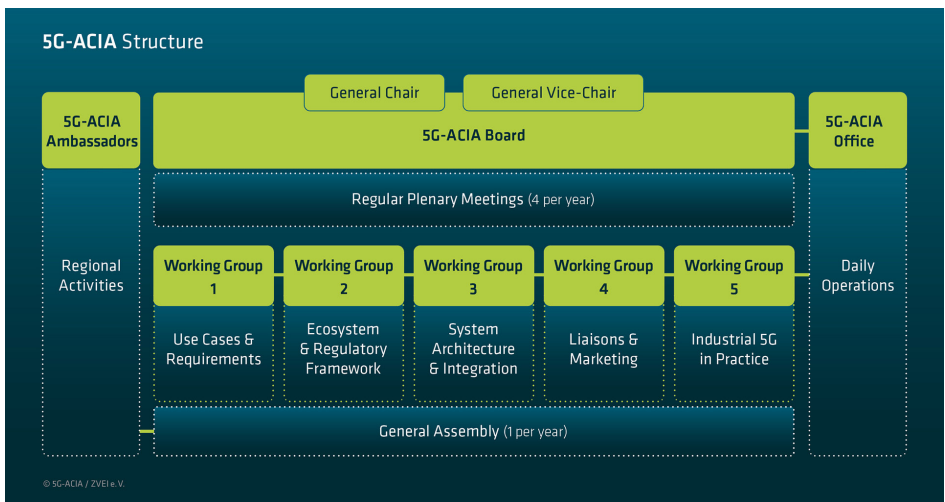 5G-ACIA Structure
General Chair
General Vice-Chair
5G-ACIA
Ambassadors
5G-ACIA Board
5G-ACIA
Office
Regular Plenary Meetings (4 per year)
Regional
Activities
Working Group
1
Working Group
2
Working Group
3
Working Group
4
Working Group
5
Daily
Operations
Use Cases &
Requirements
Ecosystem
& Regulatory
Framework
System
Architecture
& Integration
Liaisons &
Marketing
Industrial 5G
in Practice
General Assembly (1 per year)
© 5G-ACIA / ZVEI e. V.